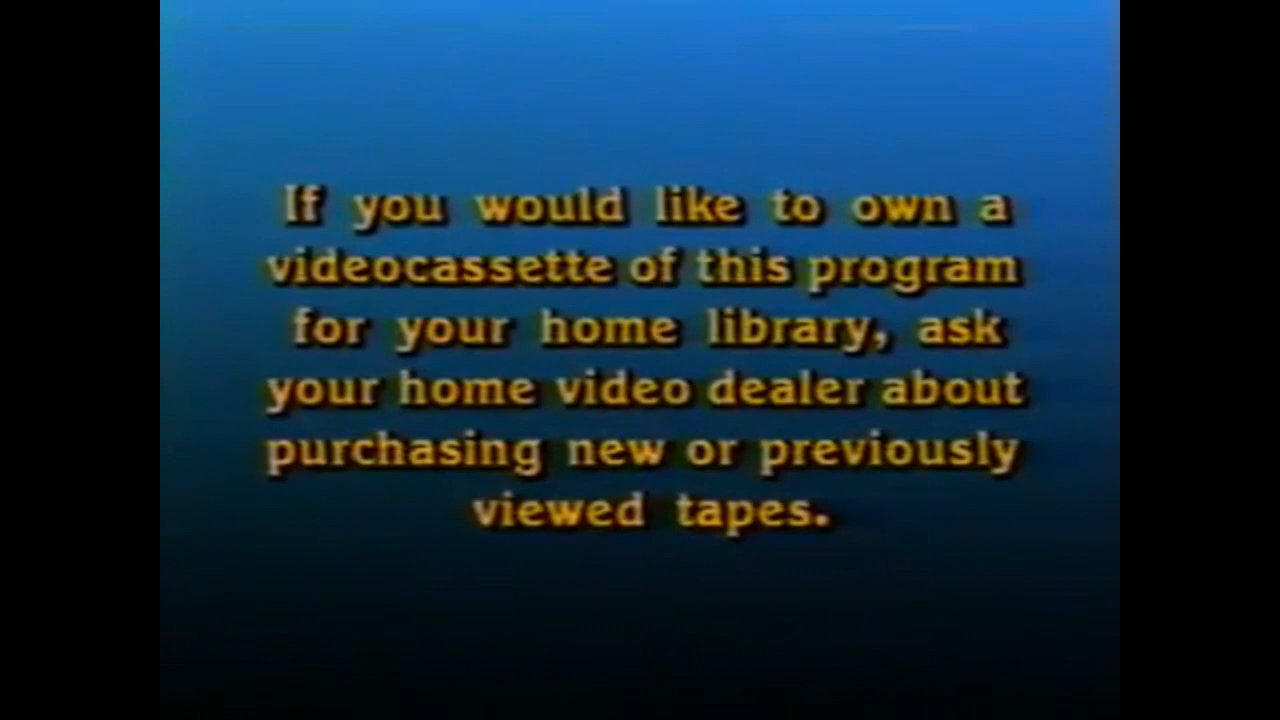 If you would like to own a
videocassette of this program
for your home library, ask
your home video dealer about
purchasing new or previously
viewed tapes.